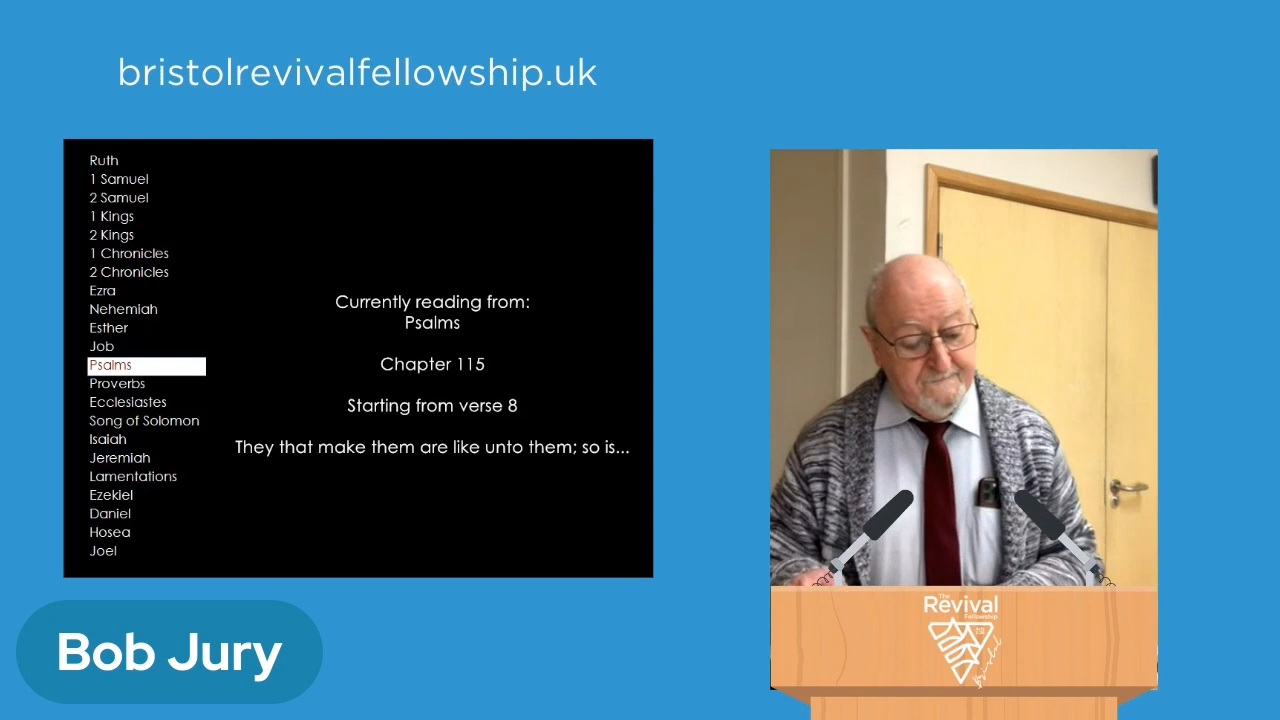 bristolrevivalfellowship.uk
Ruth
1 Samuel
2 Samuel
1 Kings
2 Kings
1 Chronicles
2 Chronicles
Ezra
Nehemiah
Esther
Job
Psalms
Proverbs
Ecclesiastes
Song of Solomon
Isaiah
Jeremiah
Lamentations
Ezekiel
Daniel
Hosea
Joel
Currently reading from:
Psalms
Chapter 115
Starting from verse 8
They that make them are like unto them; so is...
Bob Jury
The
Revival
Fellowship
Bristol